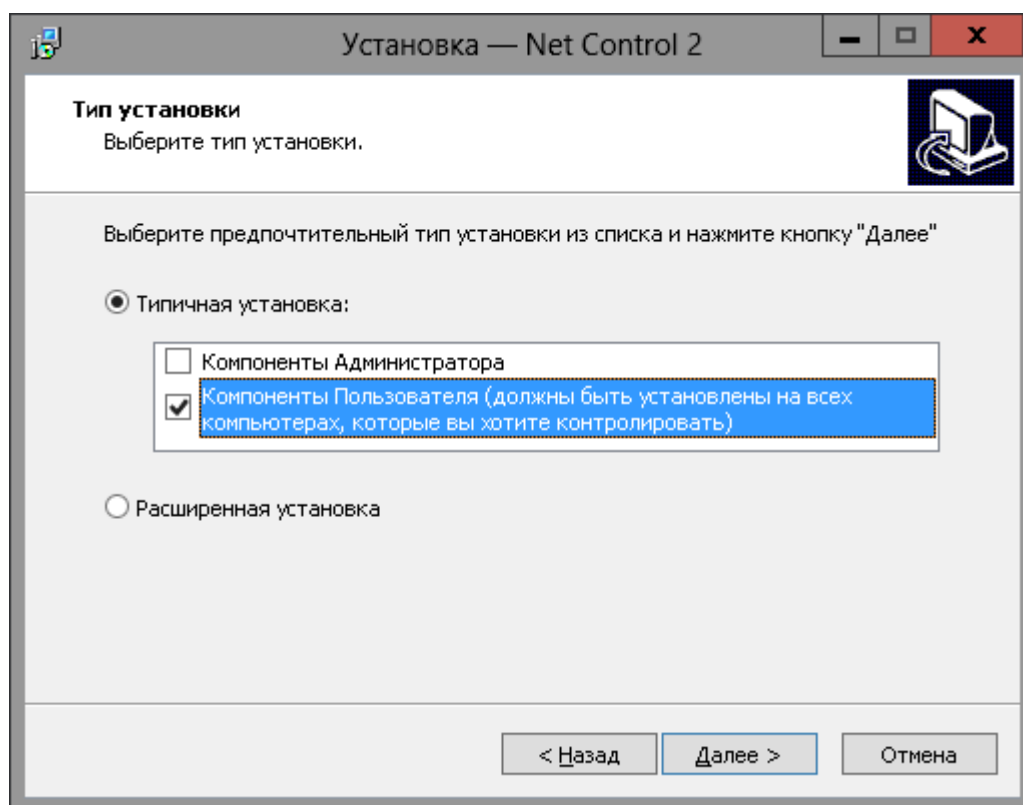 Установка — Net Control 2
Тип установки
Выберите тип установки.
Выберите предпочтительный тип установки из списка и нажмите кнопку "Далее"
Типичная установка:
Компоненты Администратора
Компоненты Пользователя (должны быть установлены на всех
компьютерах, которые вы хотите контролировать)
Расширенная установка
< Назад
Далее >
Отмена